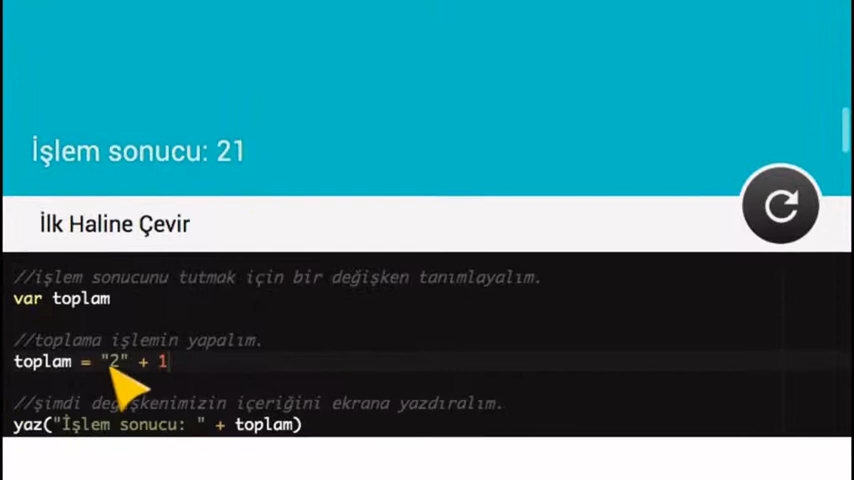 İşlem sonucu: 21
İlk Haline Çevir
//işlem sonucunu tutmak için bir değişken tanımlayalım.
var toplam
//toplama işlemin yapalım.
toplam = "2" + 1
//şimdi değişkenimizin içeriğini ekrana yazdıralım.
yaz("İşlem sonucu: " + toplam)